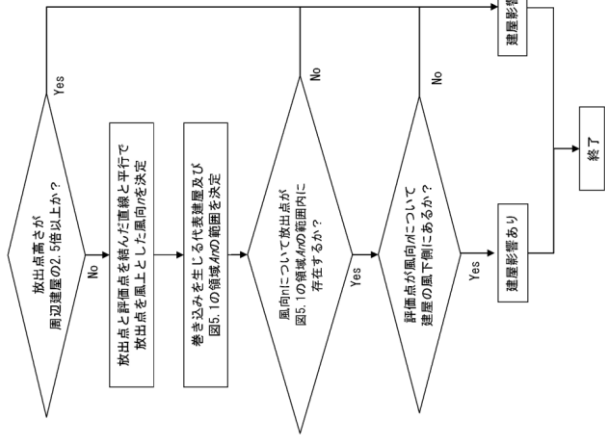 放出点高さが
周辺建屋の2.5倍以上か？
Yes
No
放出点と評価点を結んだ直線と平行で
放出点を風上とした風向nを決定
巻き込みを生じる代表建屋及び
図5.1の領域Anの範囲を決定
風向nについて放出点が
図5.1の領域Anの範囲内に
存在するか？
No
Yes
評価点が風向nについて
建屋の風下側にあるか？
No
Yes
建屋影響あり
建屋影響
終了